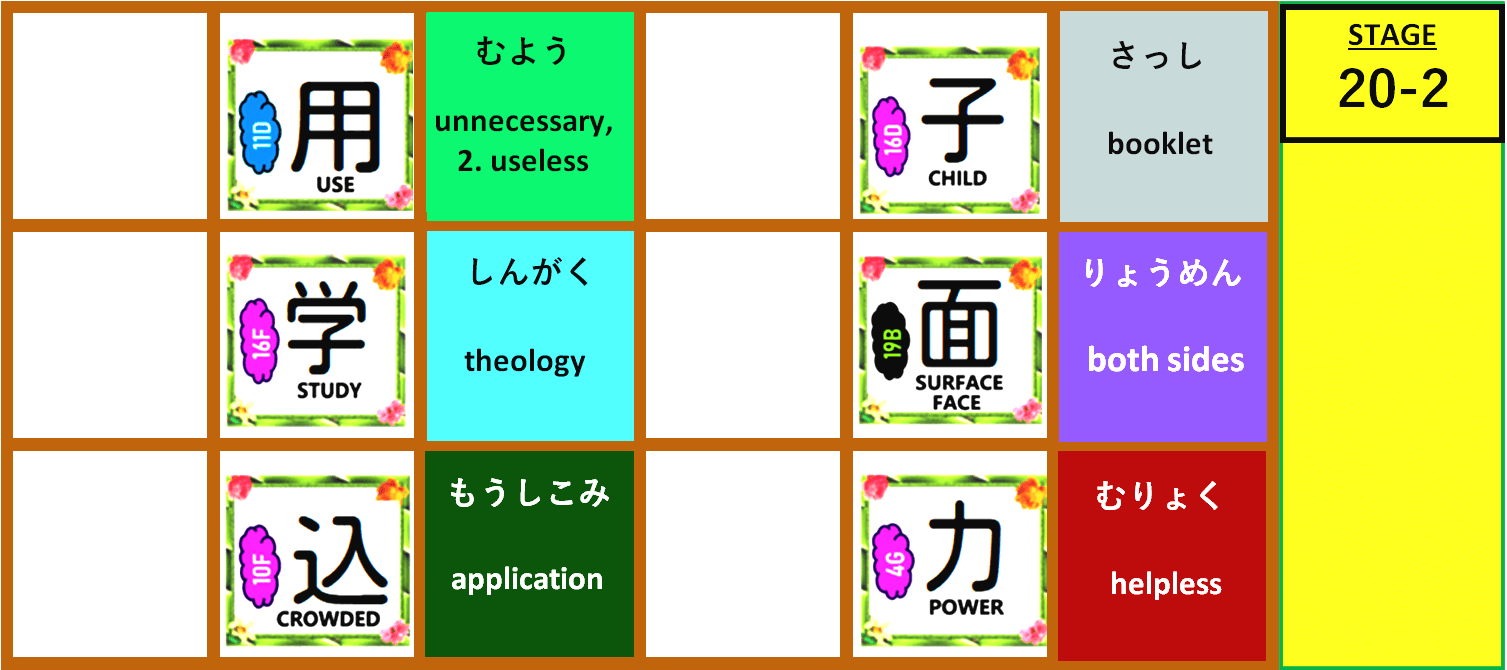 11D
用
USE
むよう
unnecessary,
2. useless
16D
子
CHILD
さっし
booklet
STAGE
20-2
16F
学
STUDY
しんがく
theology
19B
面
SURFACE
FACE
りょうめん
both sides
10F
込
CROWDED
もうしこみ
application
4G
力
POWER
むりょく
helpless